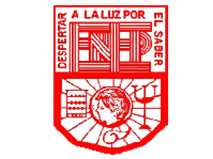 DESPERTAR A LA LUZ POR EL SABER
ENP